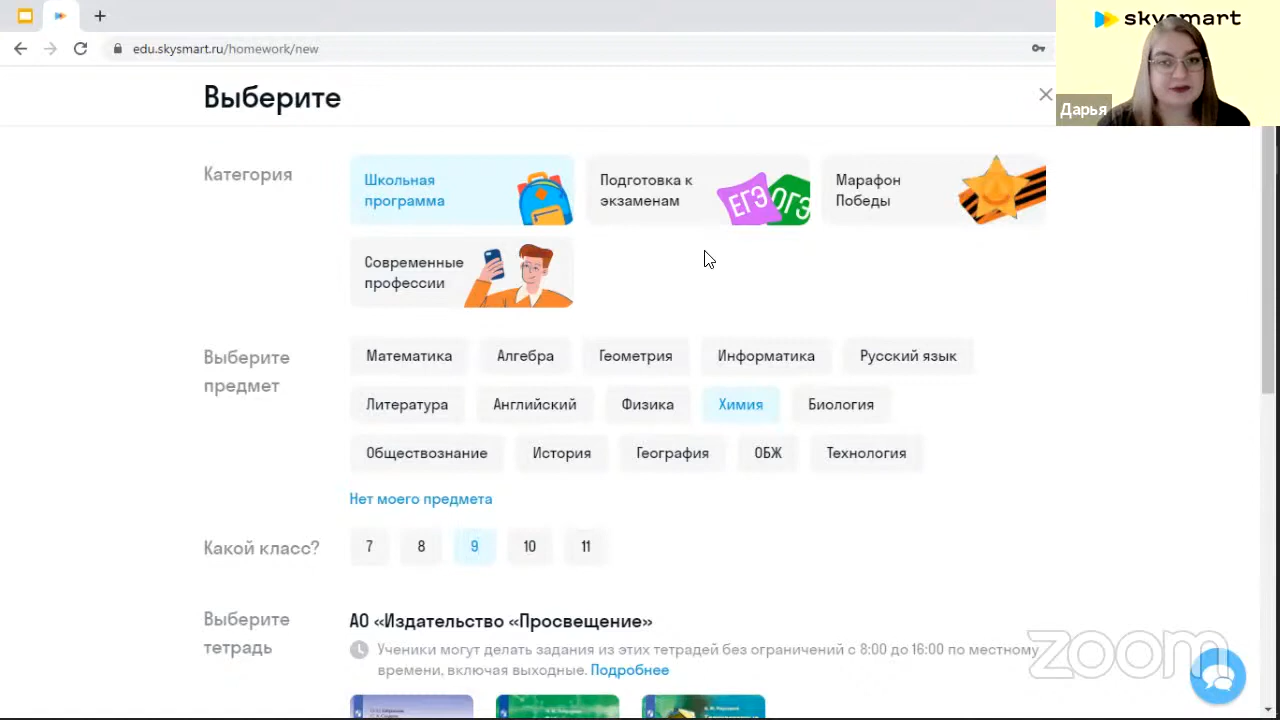 edu.skysmart.ru/homework/new
skysmart
Дарья
Выберите
Категория
Школьная
программа
Подготовка к
экзаменам
ЕГЭ
ОГЭ
Марафон
Победы
Современные
профессии
Выберите
предмет
Математика
Алгебра
Геометрия
Информатика
Русский язык
Литература
Английский
Физика
Химия
Биология
Обществознание
История
География
ОБЖ
Технология
Нет моего предмета
Какой класс?
7
8
9
10
11
Выберите
тетрадь
АО «Издательство «Просвещение»
Ученики могут делать задания из этих тетрадей без ограничений с 8:00 до 16:00 по местному
времени, включая выходные. Подробнее
zoom